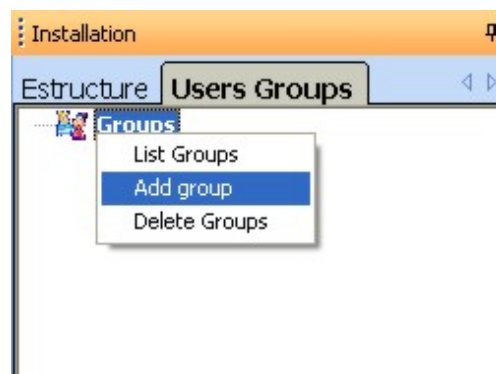 Installation
Estructure Users Groups
Groups
List Groups
Add group
Delete Groups